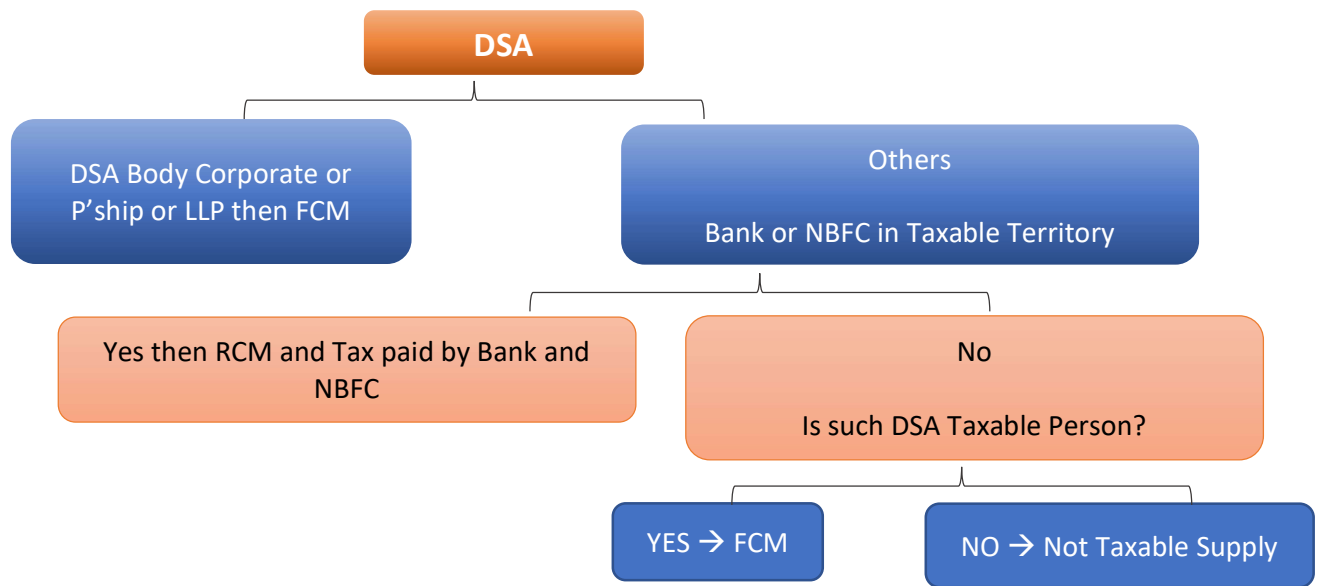 DSA
DSA Body Corporate or
P’ship or LLP then FCM
Others
Bank or NBFC in Taxable Territory
Yes then RCM and Tax paid by Bank and
NBFC
No
Is such DSA Taxable Person?
YES → FCM
NO → Not Taxable Supply